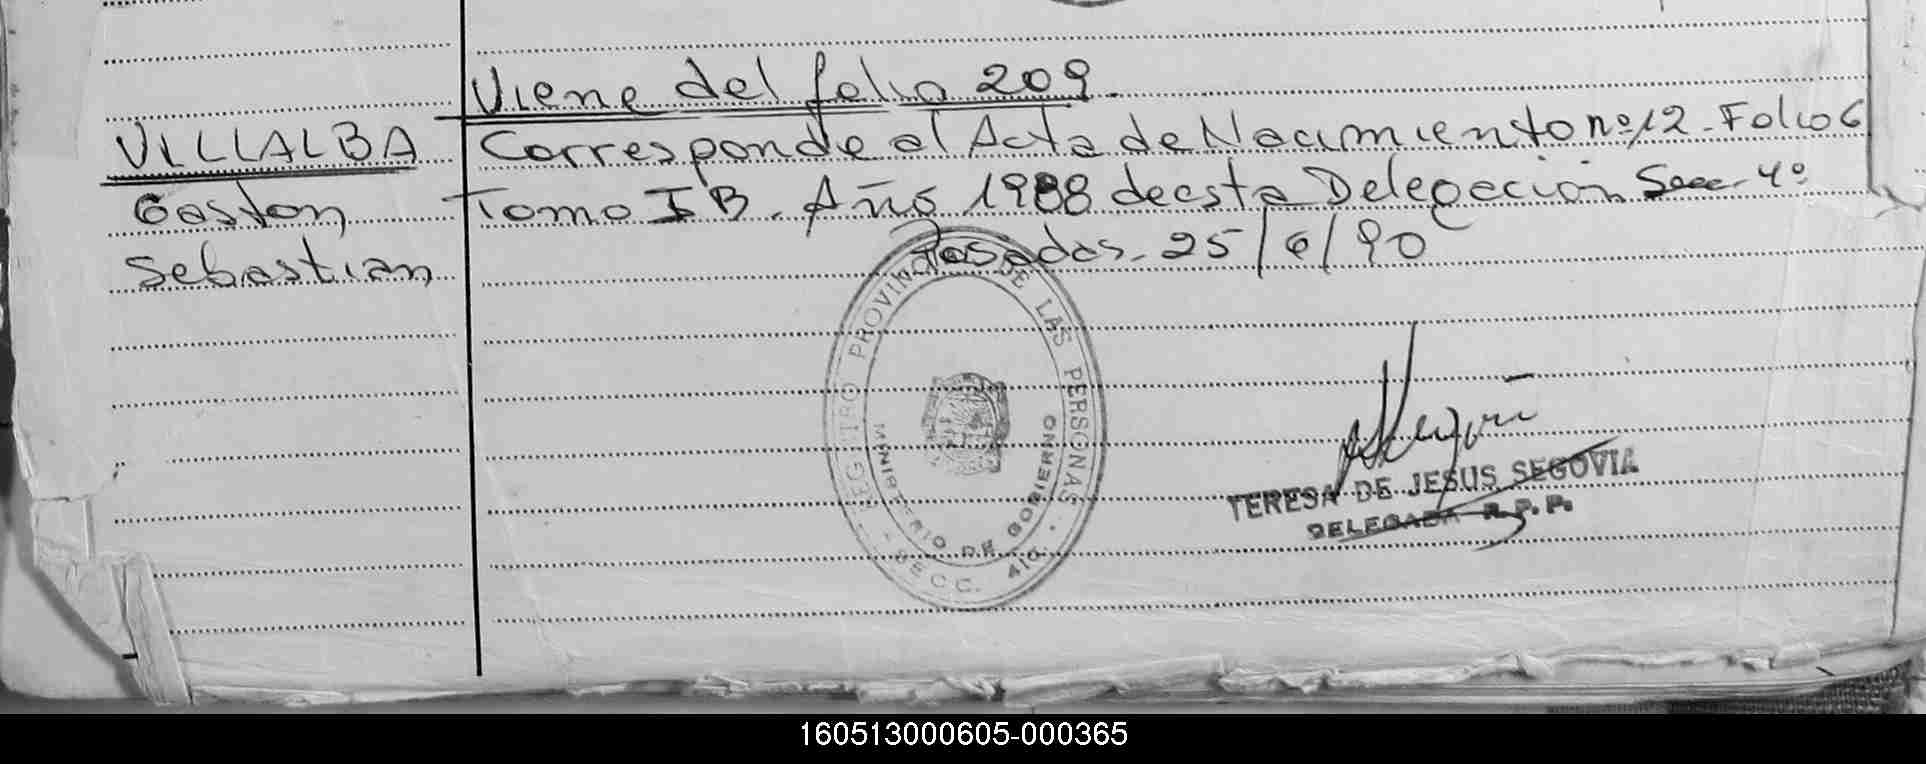 Viene del folio 209.
VILLALBA Corresponde al Acta de Nacimiento nº 12 - Folio 6
Gaston Tomo I B. Año 1988 de esta Delegación Secc. 4º
Sebastian Posadas - 25/6/90
REGISTRO PROVINCIAL DE LAS PERSONAS
MINISTERIO DE GOBIERNO
SECC. 4º
TERESA DE JESUS SEGOVIA
DELEGADA R.P.P.
160513000605-000365